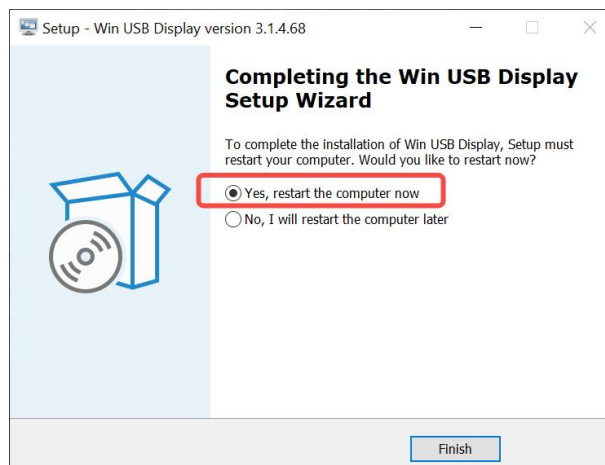 Setup - Win USB Display version 3.1.4.68
Completing the Win USB Display
Setup Wizard
To complete the installation of Win USB Display, Setup must
restart your computer. Would you like to restart now?
Yes, restart the computer now
No, I will restart the computer later
Finish